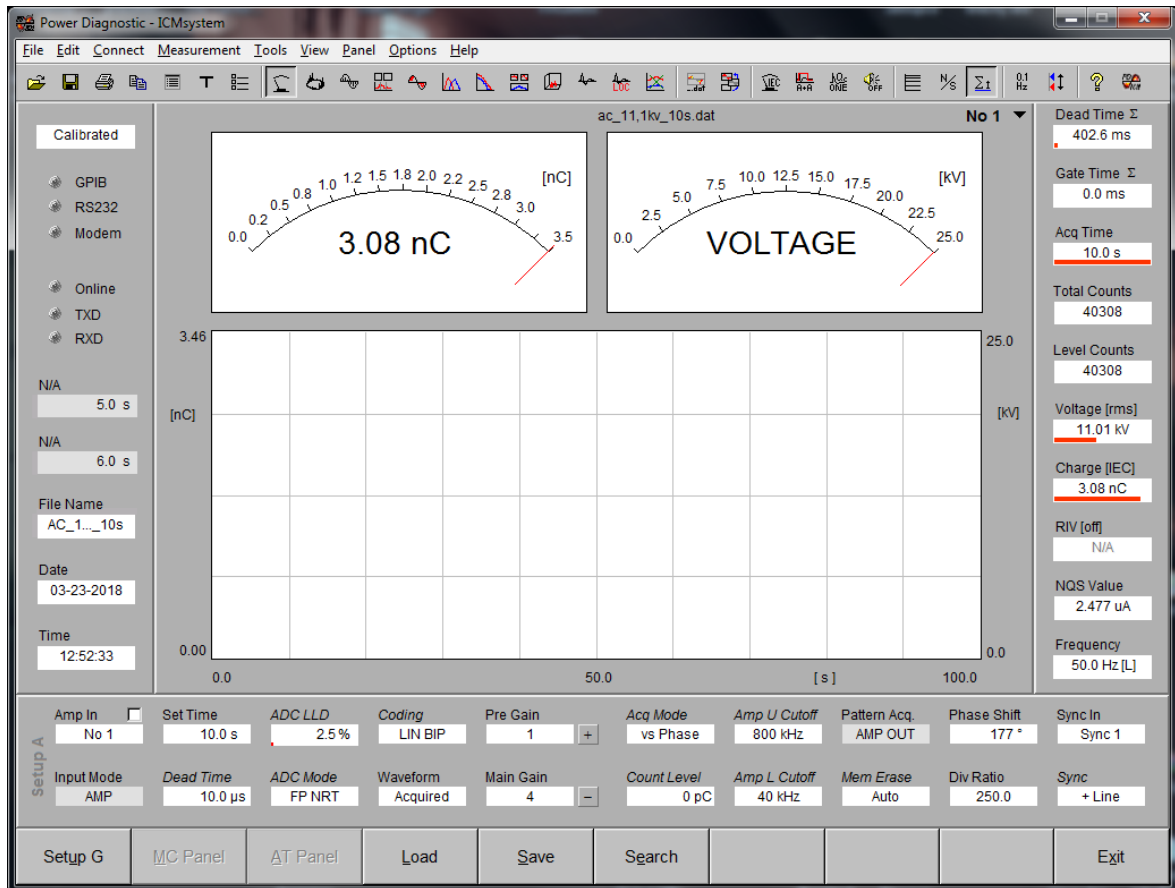 Power Diagnostic - ICMsystem
File Edit Connect Measurement Tools View Panel Options Help
T
LOC
...dat
IEC
A+A
ONE
OFF
N/S
Σı
0.1 Hz
?
ac_11,1kv_10s.dat
No 1
Calibrated
GPIB
RS232
Modem
Online
TXD
RXD
N/A
5.0 s
N/A
6.0 s
File Name
AC_1..._10s
Date
03-23-2018
Time
12:52:33
0.0 0.2 0.5 0.8 1.0 1.2 1.5 1.8 2.0 2.2 2.5 2.8 3.0 3.5
[nC]
3.08 nC
0.0 2.5 5.0 7.5 10.0 12.5 15.0 17.5 20.0 22.5 25.0
[kV]
VOLTAGE
3.46
[nC]
0.00
25.0
[kV]
0.0
0.0 50.0 [ s ] 100.0
Dead Time Σ
402.6 ms
Gate Time Σ
0.0 ms
Acq Time
10.0 s
Total Counts
40308
Level Counts
40308
Voltage [rms]
11.01 kV
Charge [IEC]
3.08 nC
RIV [off]
N/A
NQS Value
2.477 uA
Frequency
50.0 Hz [L]
Setup A
Amp In Set Time ADC LLD Coding Pre Gain Acq Mode Amp U Cutoff Pattern Acq. Phase Shift Sync In
No 1 10.0 s 2.5 % LIN BIP 1 + vs Phase 800 kHz AMP OUT 177 ° Sync 1
Input Mode Dead Time ADC Mode Waveform Main Gain Count Level Amp L Cutoff Mem Erase Div Ratio Sync
AMP 10.0 µs FP NRT Acquired 4 − 0 pC 40 kHz Auto 250.0 + Line
Setup G MC Panel AT Panel Load Save Search Exit